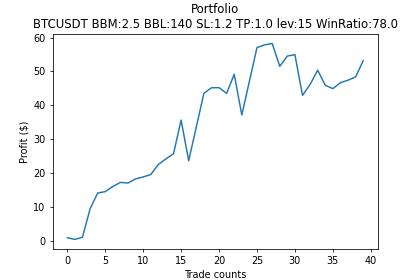 Portfolio
BTCUSDT BBM:2.5 BBL:140 SL:1.2 TP:1.0 lev:15 WinRatio:78.0
Profit ($)
60
50
40
30
20
10
0
0 5 10 15 20 25 30 35 40
Trade counts